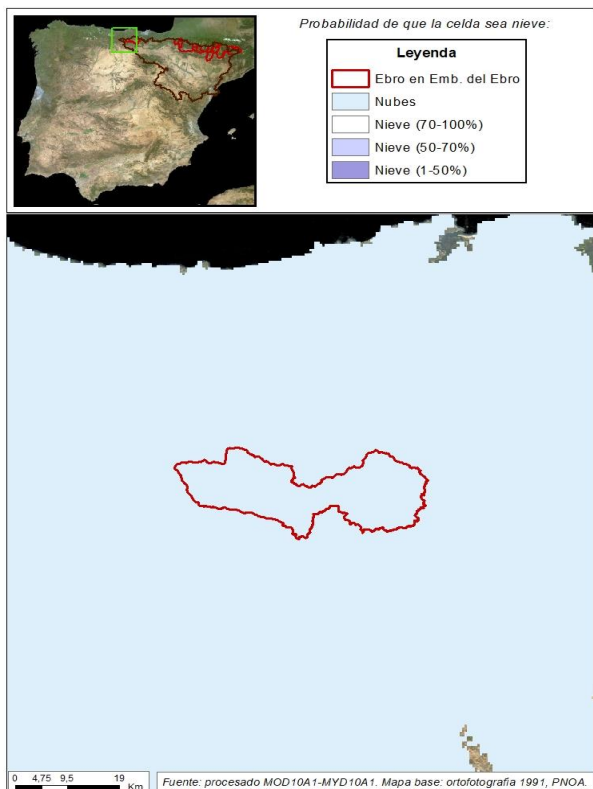 Probabilidad de que la celda sea nieve:
Leyenda
Ebro en Emb. del Ebro
Nubes
Nieve (70-100%)
Nieve (50-70%)
Nieve (1-50%)
0 4,75 9,5 19
Km
Fuente: procesado MOD10A1-MYD10A1. Mapa base: ortofotografia 1991, PNOA.